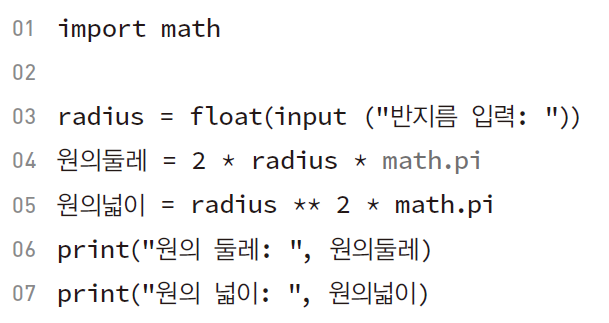 01 import math
02
03 radius = float(input ("반지름 입력: "))
04 원의둘레 = 2 * radius * math.pi
05 원의넓이 = radius ** 2 * math.pi
06 print("원의 둘레: ", 원의둘레)
07 print("원의 넓이: ", 원의넓이)